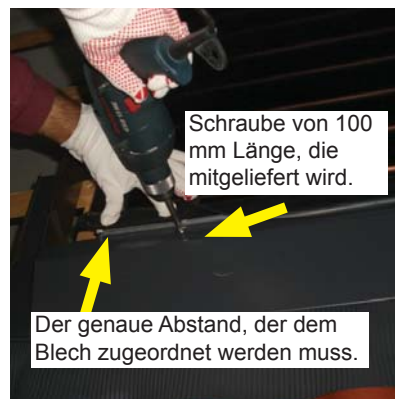 Schraube von 100
mm Länge, die
mitgeliefert wird.
Der genaue Abstand, der dem
Blech zugeordnet werden muss.